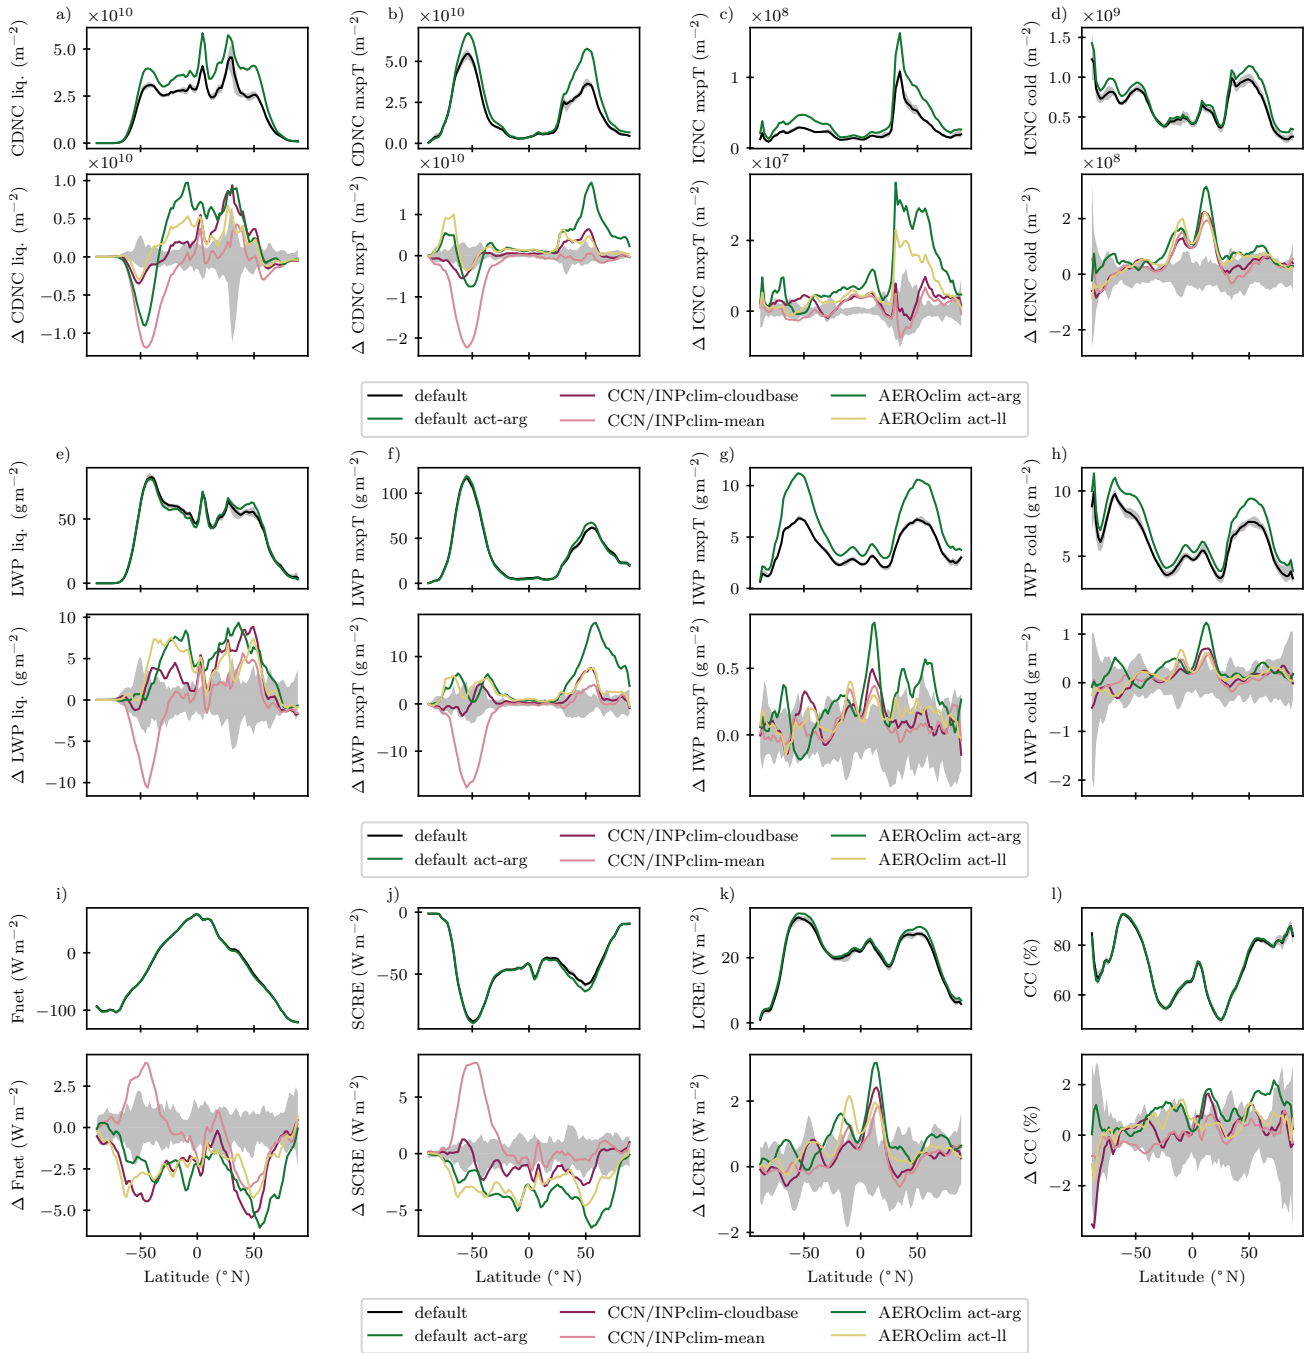 a) ×10^10 b) ×10^10 c) ×10^8 d) ×10^9
CDNC liq. (m⁻²)
5.0
2.5
0.0
CDNC mxpT (m⁻²)
5.0
2.5
0.0
ICNC mxpT (m⁻²)
1
0
ICNC cold (m⁻²)
1.5
1.0
0.5
×10^10 ×10^10 ×10^7 ×10^8
Δ CDNC liq. (m⁻²)
1.0
0.5
0.0
−0.5
−1.0
Δ CDNC mxpT (m⁻²)
1
0
−1
−2
Δ ICNC mxpT (m⁻²)
2
0
Δ ICNC cold (m⁻²)
2
0
−2
default CCN/INPclim-cloudbase AEROclim act-arg
default act-arg CCN/INPclim-mean AEROclim act-ll
e) f) g) h)
LWP liq. (g m⁻²)
50
0
LWP mxpT (g m⁻²)
100
50
0
IWP mxpT (g m⁻²)
10
5
0
IWP cold (g m⁻²)
10
5
Δ LWP liq. (g m⁻²)
10
5
0
−5
−10
Δ LWP mxpT (g m⁻²)
10
0
−10
Δ IWP mxpT (g m⁻²)
0.5
0.0
Δ IWP cold (g m⁻²)
1
0
−1
−2
default CCN/INPclim-cloudbase AEROclim act-arg
default act-arg CCN/INPclim-mean AEROclim act-ll
i) j) k) l)
Fnet (W m⁻²)
0
−100
SCRE (W m⁻²)
0
−50
LCRE (W m⁻²)
20
0
CC (%)
80
60
Δ Fnet (W m⁻²)
2.5
0.0
−2.5
−5.0
Δ SCRE (W m⁻²)
5
0
−5
Δ LCRE (W m⁻²)
2
0
−2
Δ CC (%)
2
0
−2
−50 0 50 −50 0 50 −50 0 50 −50 0 50
Latitude (°N) Latitude (°N) Latitude (°N) Latitude (°N)
default CCN/INPclim-cloudbase AEROclim act-arg
default act-arg CCN/INPclim-mean AEROclim act-ll